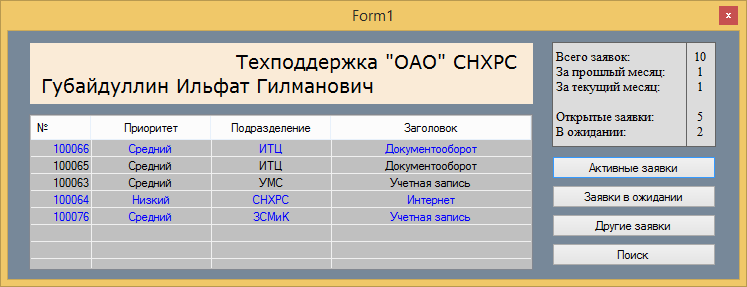 Form1
x
Техподдержка "ОАО" СНХРС
Губайдуллин Ильфат Гилманович
Всего заявок: 10
За прошлый месяц: 1
За текущий месяц: 1
Открытые заявки: 5
В ожидании: 2
№ Приоритет Подразделение Заголовок
100066 Средний ИТЦ Документооборот
100065 Средний ИТЦ Документооборот
100063 Средний УМС Учетная запись
100064 Низкий СНХРС Интернет
100076 Средний ЗСМиК Учетная запись
Активные заявки
Заявки в ожидании
Другие заявки
Поиск